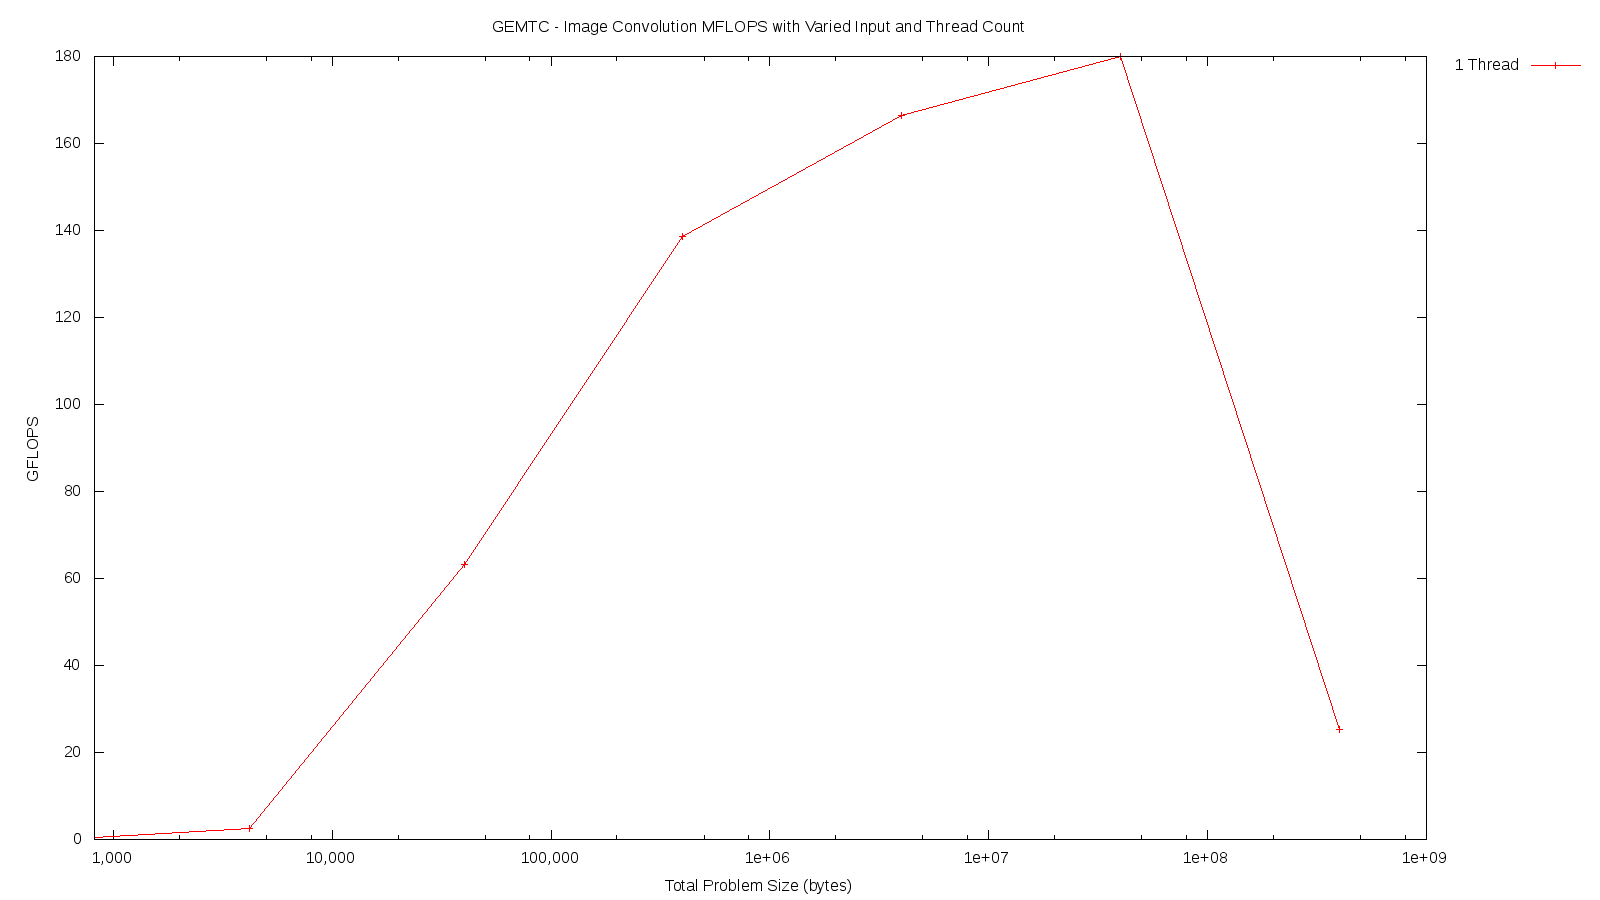 GEMTC - Image Convolution MFLOPS with Varied Input and Thread Count
1 Thread
180
160
140
120
100
80
60
40
20
0
GFLOPS
1,000 10,000 100,000 1e+06 1e+07 1e+08 1e+09
Total Problem Size (bytes)